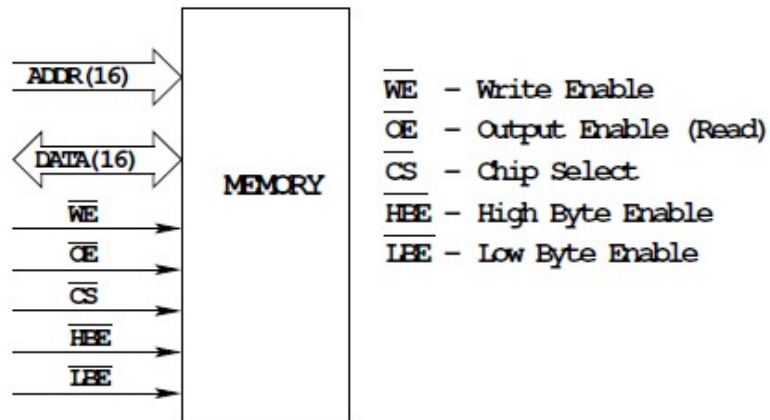 ADDR(16)
DATA(16)
WE
OE
CS
HBE
LBE
MEMORY
WE - Write Enable
OE - Output Enable (Read)
CS - Chip Select
HBE - High Byte Enable
LBE - Low Byte Enable